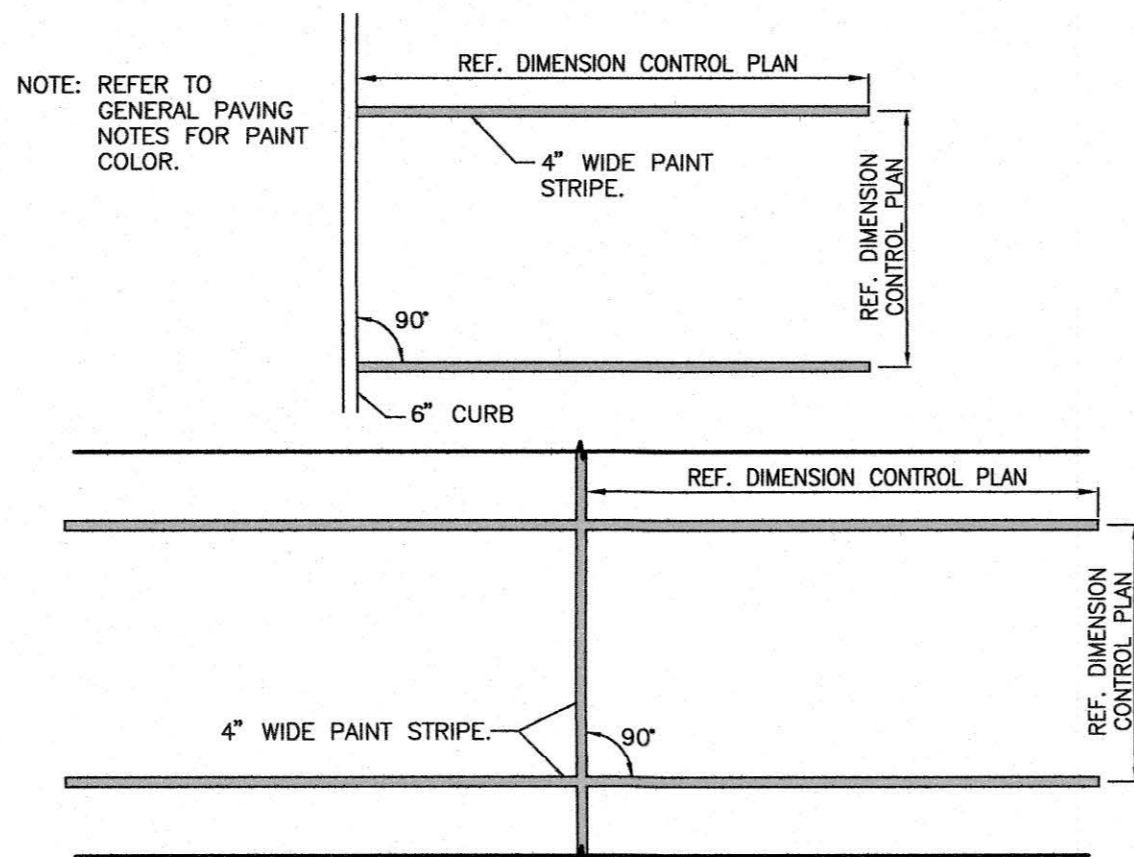 NOTE: REFER TO
GENERAL PAVING
NOTES FOR PAINT
COLOR.
REF. DIMENSION CONTROL PLAN
4" WIDE PAINT
STRIPE.
REF. DIMENSION
CONTROL PLAN
90°
6" CURB
REF. DIMENSION CONTROL PLAN
REF. DIMENSION
CONTROL PLAN
4" WIDE PAINT STRIPE.
90°